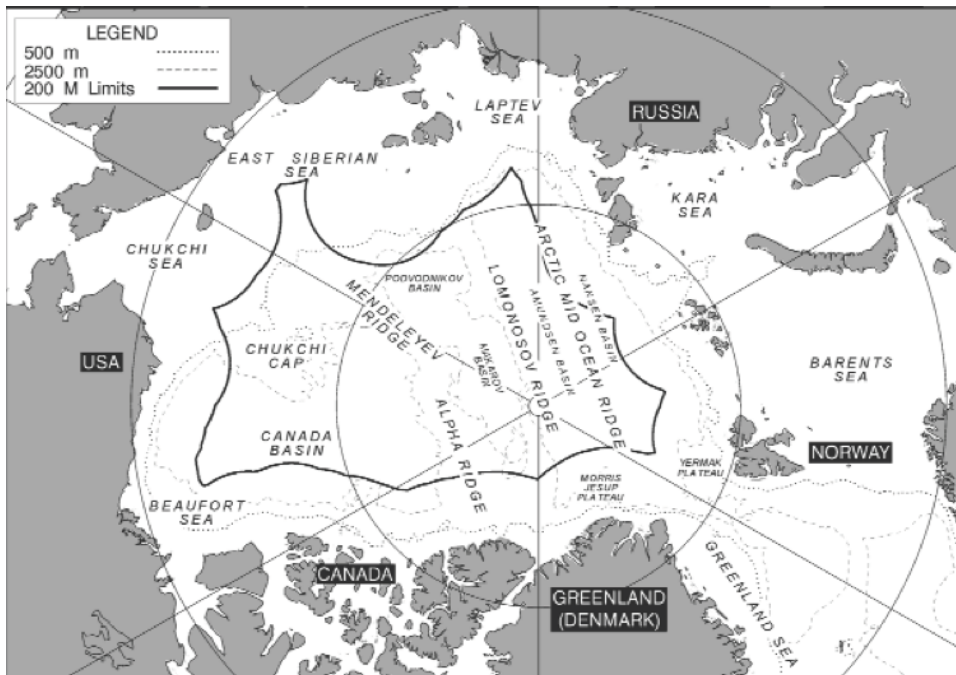 LEGEND
500 m
2500 m
200 M Limits
LAPTEV
SEA
RUSSIA
EAST SIBERIAN
SEA
KARA
SEA
CHUKCHI
SEA
PODVODNIKOV
BASIN
MENDELEYEV
RIDGE
LOMONOSOV RIDGE
ARCTIC MID OCEAN RIDGE
NANSEN BASIN
AMUNDSEN BASIN
MAKAROV
BASIN
USA
CHUKCHI
CAP
BARENTS
SEA
ALPHA RIDGE
CANADA
BASIN
NORWAY
YERMAK
PLATEAU
MORRIS
JESUP
PLATEAU
BEAUFORT
SEA
CANADA
GREENLAND
(DENMARK)
GREENLAND SEA